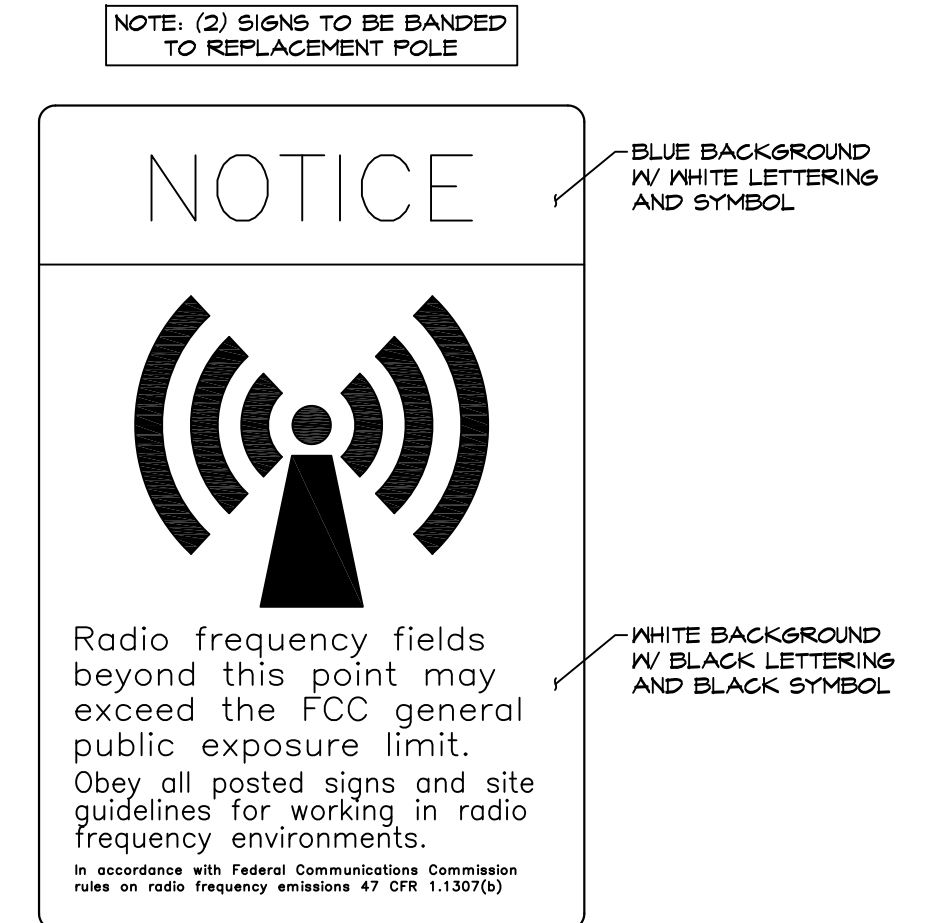 NOTE: (2) SIGNS TO BE BANDED
TO REPLACEMENT POLE
NOTICE
BLUE BACKGROUND
W/ WHITE LETTERING
AND SYMBOL
Radio frequency fields
beyond this point may
exceed the FCC general
public exposure limit.
WHITE BACKGROUND
W/ BLACK LETTERING
AND BLACK SYMBOL
Obey all posted signs and site
guidelines for working in radio
frequency environments.
In accordance with Federal Communications Commission
rules on radio frequency emissions 47 CFR 1.1307(b)